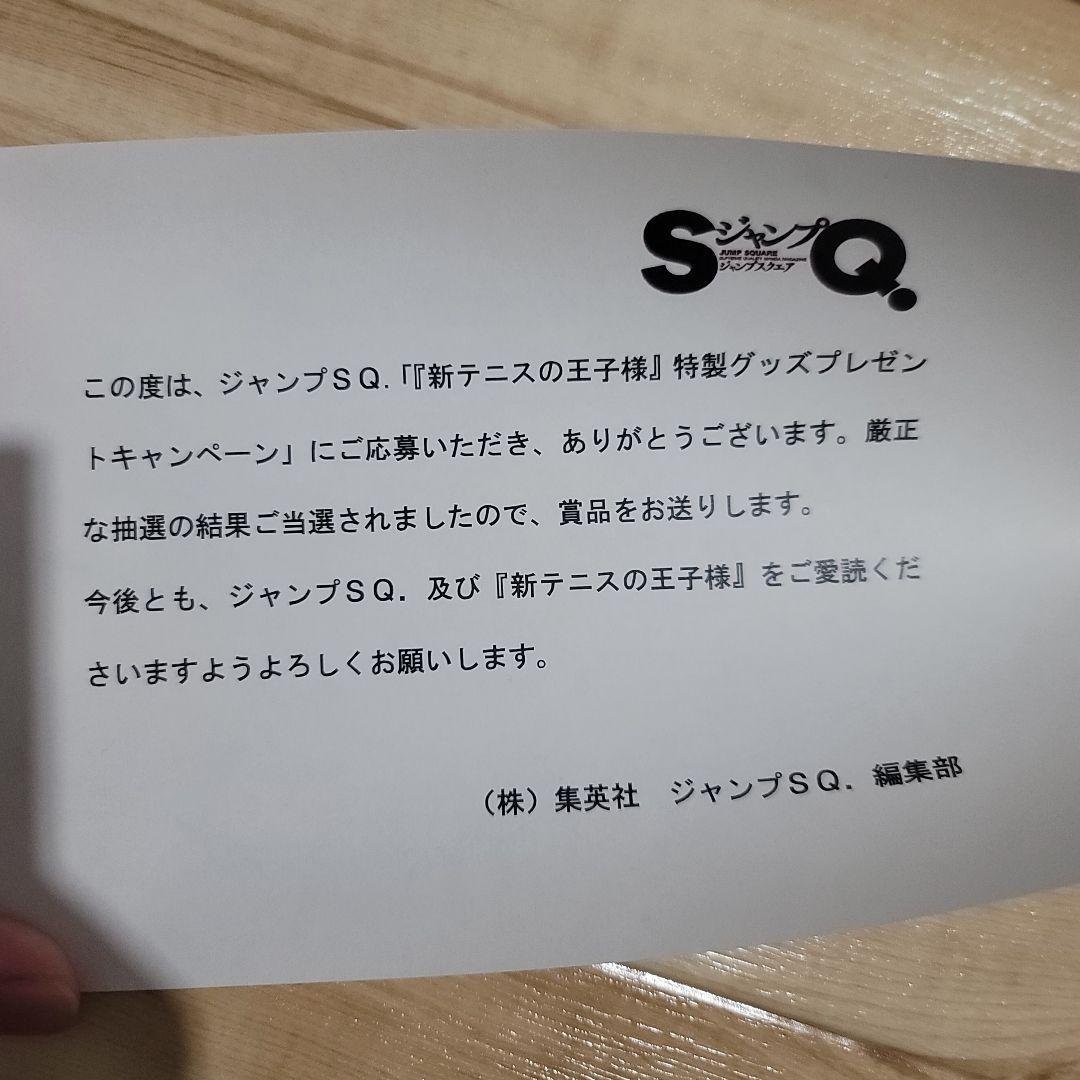 SジャンプQ.
JUMP SQUARE
SUPREME QUALITY MANGA MAGAZINE
ジャンプスクエア
この度は、ジャンプＳＱ.「『新テニスの王子様』特製グッズプレゼン
トキャンペーン」にご応募いただき、ありがとうございます。厳正
な抽選の結果ご当選されましたので、賞品をお送りします。
今後とも、ジャンプＳＱ．及び『新テニスの王子様』をご愛読くだ
さいますようよろしくお願いします。
（株）集英社　ジャンプＳＱ．編集部